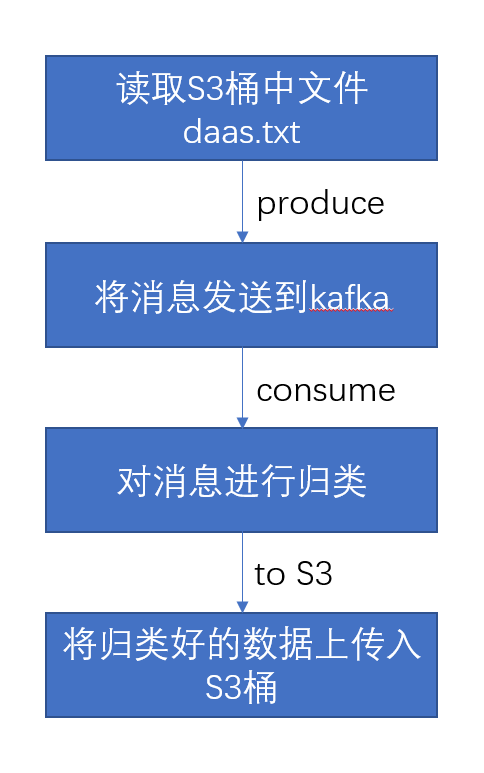 读取S3桶中文件
daas.txt
produce
将消息发送到kafka
consume
对消息进行归类
to S3
将归类好的数据上传入
S3桶